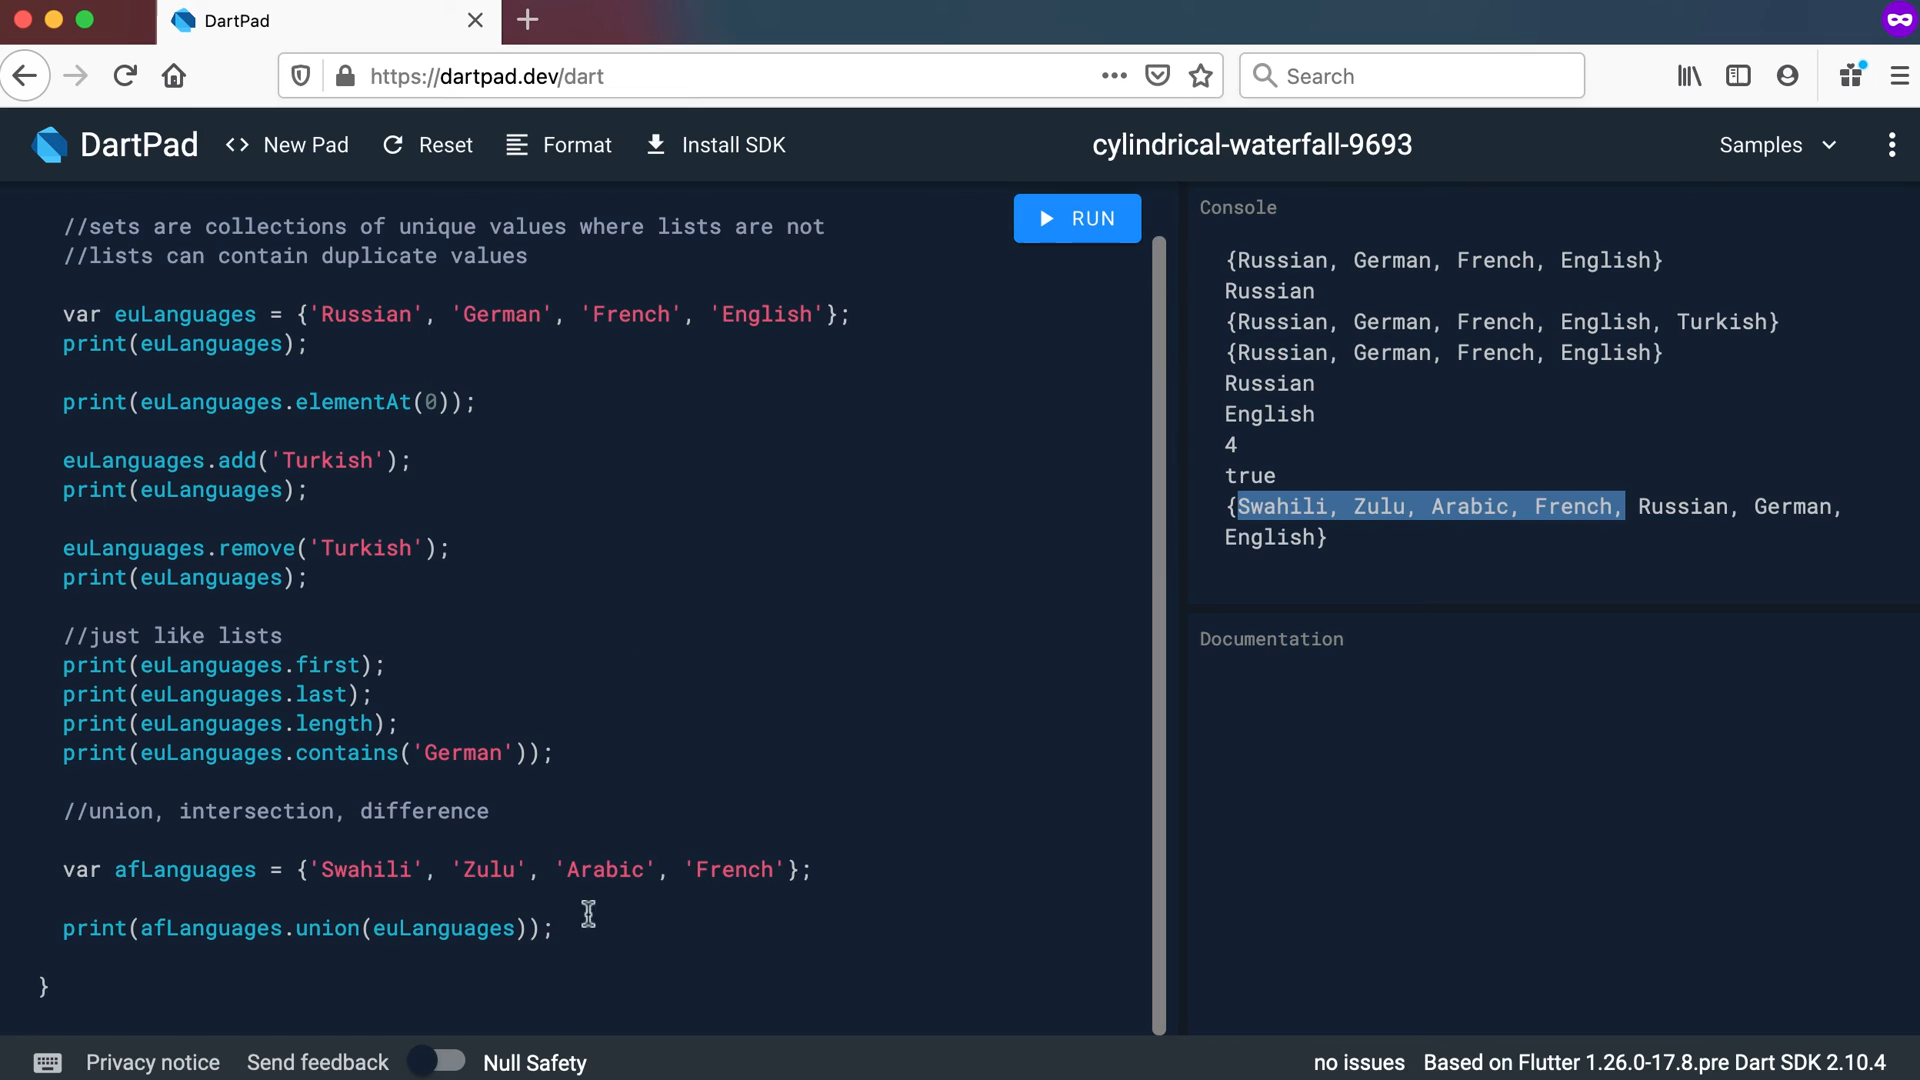 DartPad
https://dartpad.dev/dart
Search
DartPad
<> New Pad
Reset
Format
Install SDK
cylindrical-waterfall-9693
Samples
//sets are collections of unique values where lists are not
//lists can contain duplicate values
var euLanguages = {'Russian', 'German', 'French', 'English'};
print(euLanguages);
print(euLanguages.elementAt(0));
euLanguages.add('Turkish');
print(euLanguages);
euLanguages.remove('Turkish');
print(euLanguages);
//just like lists
print(euLanguages.first);
print(euLanguages.last);
print(euLanguages.length);
print(euLanguages.contains('German'));
//union, intersection, difference
var afLanguages = {'Swahili', 'Zulu', 'Arabic', 'French'};
print(afLanguages.union(euLanguages));
}
RUN
Console
{Russian, German, French, English}
Russian
{Russian, German, French, English, Turkish}
{Russian, German, French, English}
Russian
English
4
true
{Swahili, Zulu, Arabic, French, Russian, German,
English}
Documentation
Privacy notice
Send feedback
Null Safety
no issues
Based on Flutter 1.26.0-17.8.pre Dart SDK 2.10.4